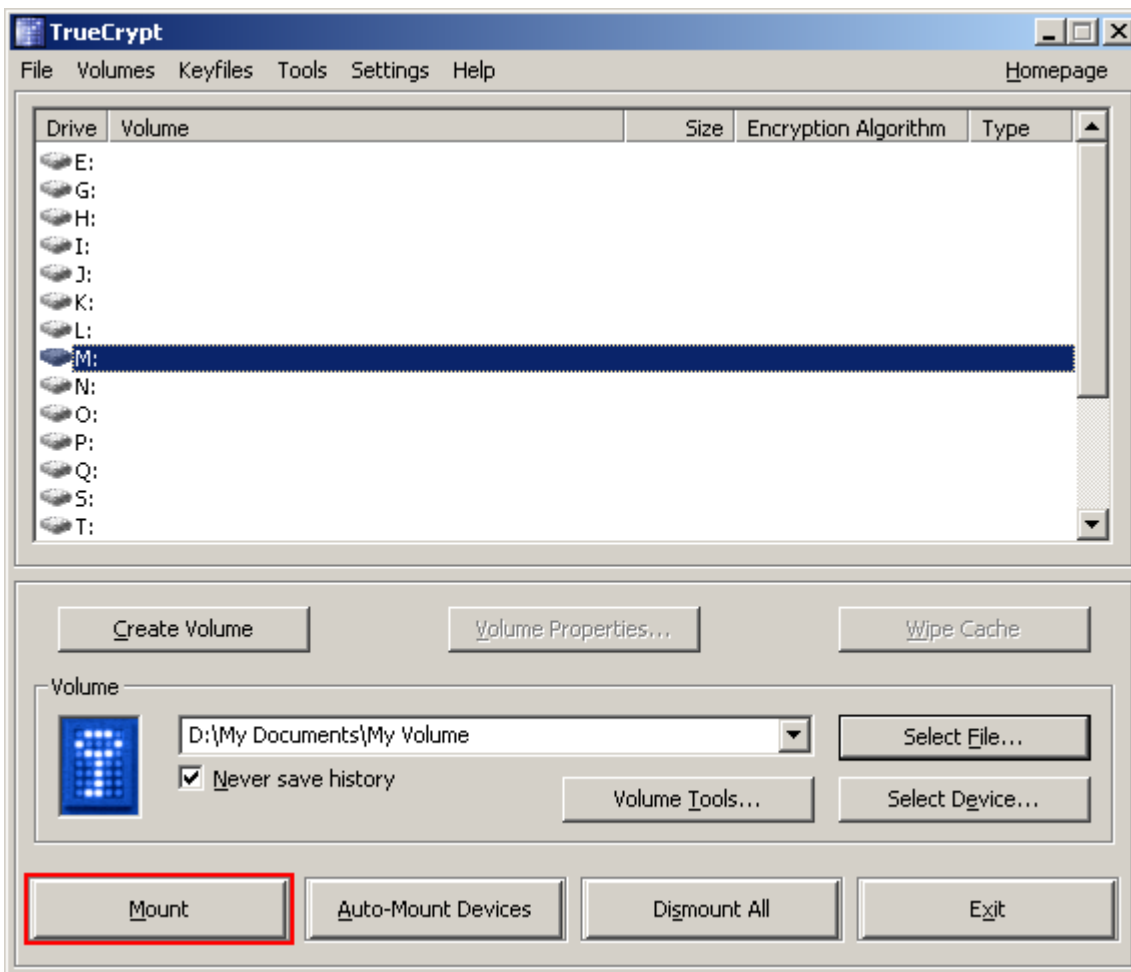 TrueCrypt
File Volumes Keyfiles Tools Settings Help Homepage
Drive Volume Size Encryption Algorithm Type
E:
G:
H:
I:
J:
K:
L:
M:
N:
O:
P:
Q:
S:
T:
Create Volume Volume Properties... Wipe Cache
Volume
D:\My Documents\My Volume Select File...
Never save history
Volume Tools... Select Device...
Mount Auto-Mount Devices Dismount All Exit